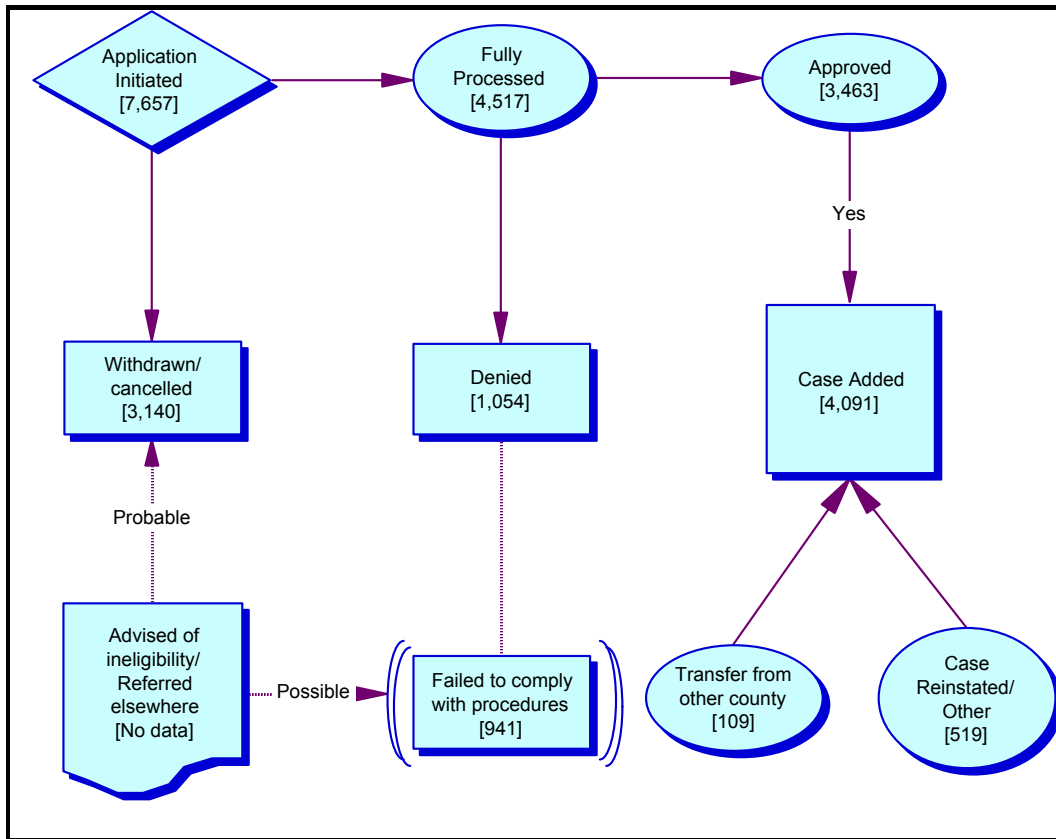 Application
Initiated
[7,657]
Fully
Processed
[4,517]
Approved
[3,463]
Yes
Withdrawn/
cancelled
[3,140]
Denied
[1,054]
Case Added
[4,091]
Probable
Advised of
ineligibility/
Referred
elsewhere
[No data]
Possible
Failed to comply
with procedures
[941]
Transfer from
other county
[109]
Case
Reinstated/
Other
[519]